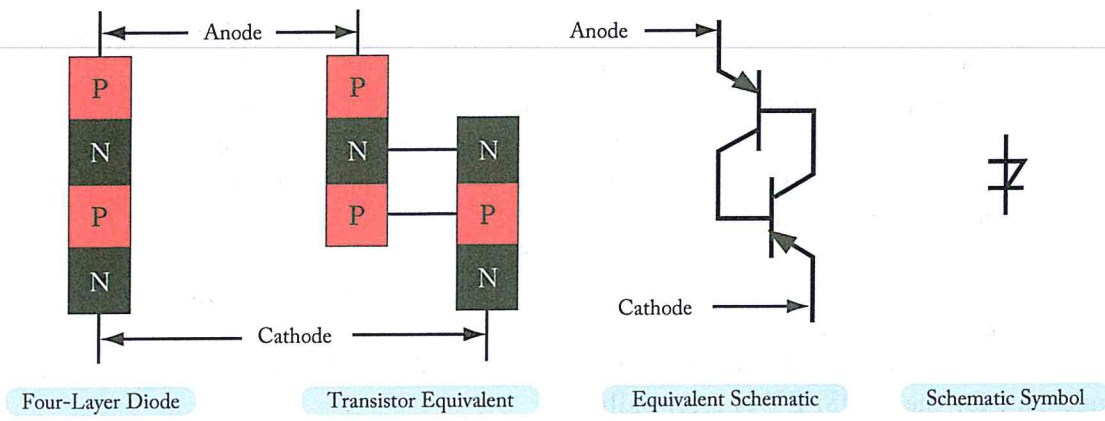 Anode
Anode
P
P
N
N
N
P
P
P
N
N
Cathode
Cathode
Four-Layer Diode
Transistor Equivalent
Equivalent Schematic
Schematic Symbol